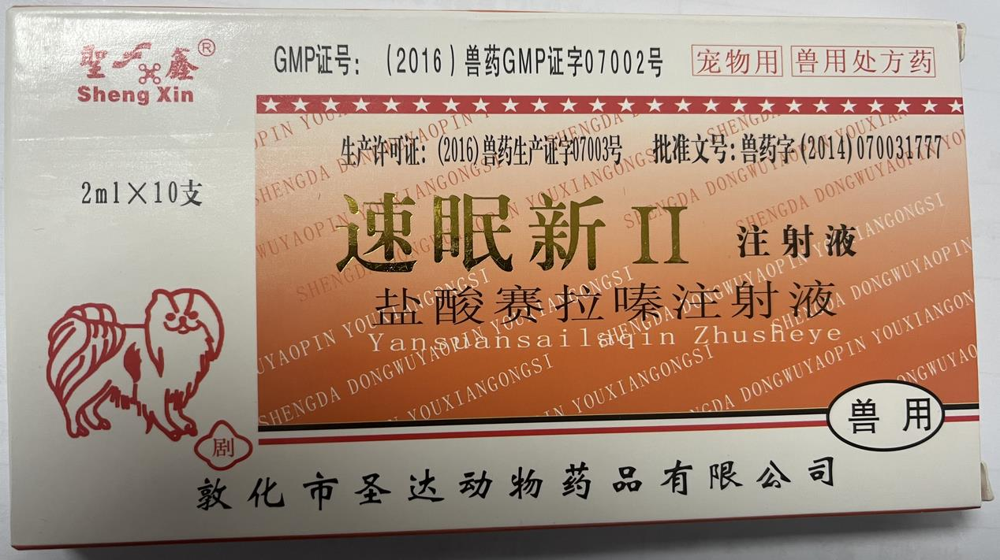 聖鑫®
Sheng Xin
GMP证号：（2016）兽药GMP证字07002号
宠物用 兽用处方药
生产许可证：（2016）兽药生产证字07003号 批准文号：兽药字（2014）070031777
2ml×10支
速眠新II 注射液
盐酸赛拉嗪注射液
Yansuansailaqin Zhusheye
SHENGDA DONGWUYAOPIN YOUXIANGONGSI
兽用
剧
敦化市圣达动物药品有限公司